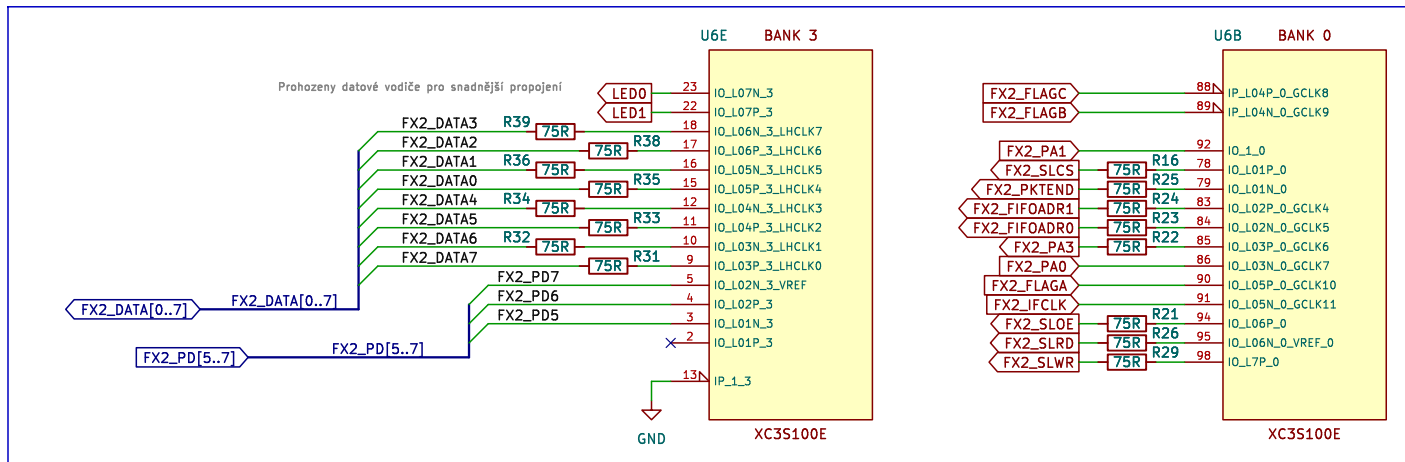 U6E BANK 3
Prohozeny datové vodiče pro snadnější propojení
LED0 23 IO_L07N_3
LED1 22 IO_L07P_3
FX2_DATA3 R39 75R 18 IO_L06N_3_LHCLK7
FX2_DATA2 75R R38 17 IO_L06P_3_LHCLK6
FX2_DATA1 R36 75R 16 IO_L05N_3_LHCLK5
FX2_DATA0 75R R35 15 IO_L05P_3_LHCLK4
FX2_DATA4 R34 75R 12 IO_L04N_3_LHCLK3
FX2_DATA5 75R R33 11 IO_L04P_3_LHCLK2
FX2_DATA6 R32 75R 10 IO_L03N_3_LHCLK1
FX2_DATA7 75R R31 9 IO_L03P_3_LHCLK0
FX2_PD7 5 IO_L02N_3_VREF
FX2_DATA[0..7] FX2_DATA[0..7] FX2_PD6 4 IO_L02P_3
FX2_PD5 3 IO_L01N_3
FX2_PD[5..7] FX2_PD[5..7] 2 IO_L01P_3
13 IP_1_3
GND
XC3S100E
U6B BANK 0
FX2_FLAGC 88 IP_L04P_0_GCLK8
FX2_FLAGB 89 IP_L04N_0_GCLK9
FX2_PA1 92 IO_1_0
FX2_SLCS 75R R16 78 IO_L01P_0
FX2_PKTEND 75R R25 79 IO_L01N_0
FX2_FIFOADR1 75R R24 83 IO_L02P_0_GCLK4
FX2_FIFOADR0 75R R23 84 IO_L02N_0_GCLK5
FX2_PA3 75R R22 85 IO_L03P_0_GCLK6
FX2_PA0 86 IO_L03N_0_GCLK7
FX2_FLAGA 90 IO_L05P_0_GCLK10
FX2_IFCLK 91 IO_L05N_0_GCLK11
FX2_SLOE 75R R21 94 IO_L06P_0
FX2_SLRD 75R R26 95 IO_L06N_0_VREF_0
FX2_SLWR 75R R29 98 IO_L7P_0
XC3S100E